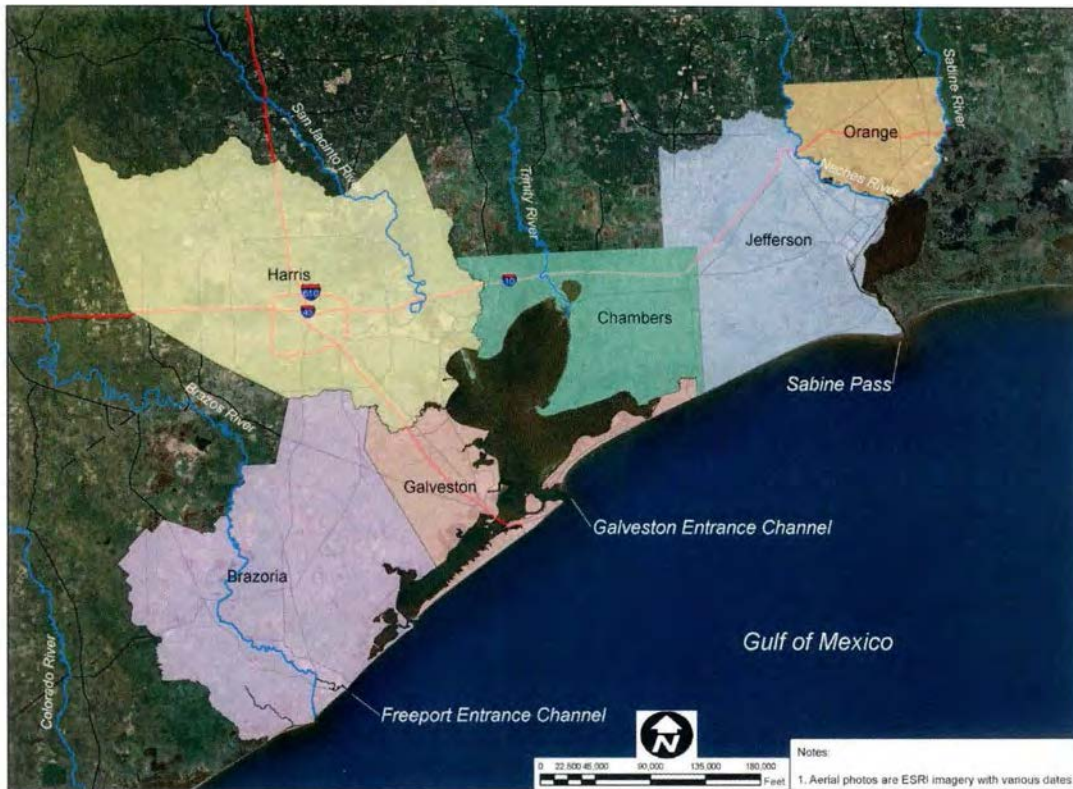 Sabine River
Orange
San Jacinto River
Neches River
Trinity River
Jefferson
Harris
610
45
10
Chambers
Sabine Pass
Brazos River
Galveston
Galveston Entrance Channel
Brazoria
Gulf of Mexico
Colorado River
Freeport Entrance Channel
N
0 22,500 45,000 90,000 135,000 180,000
Feet
Notes:
1. Aerial photos are ESRI imagery with various dates